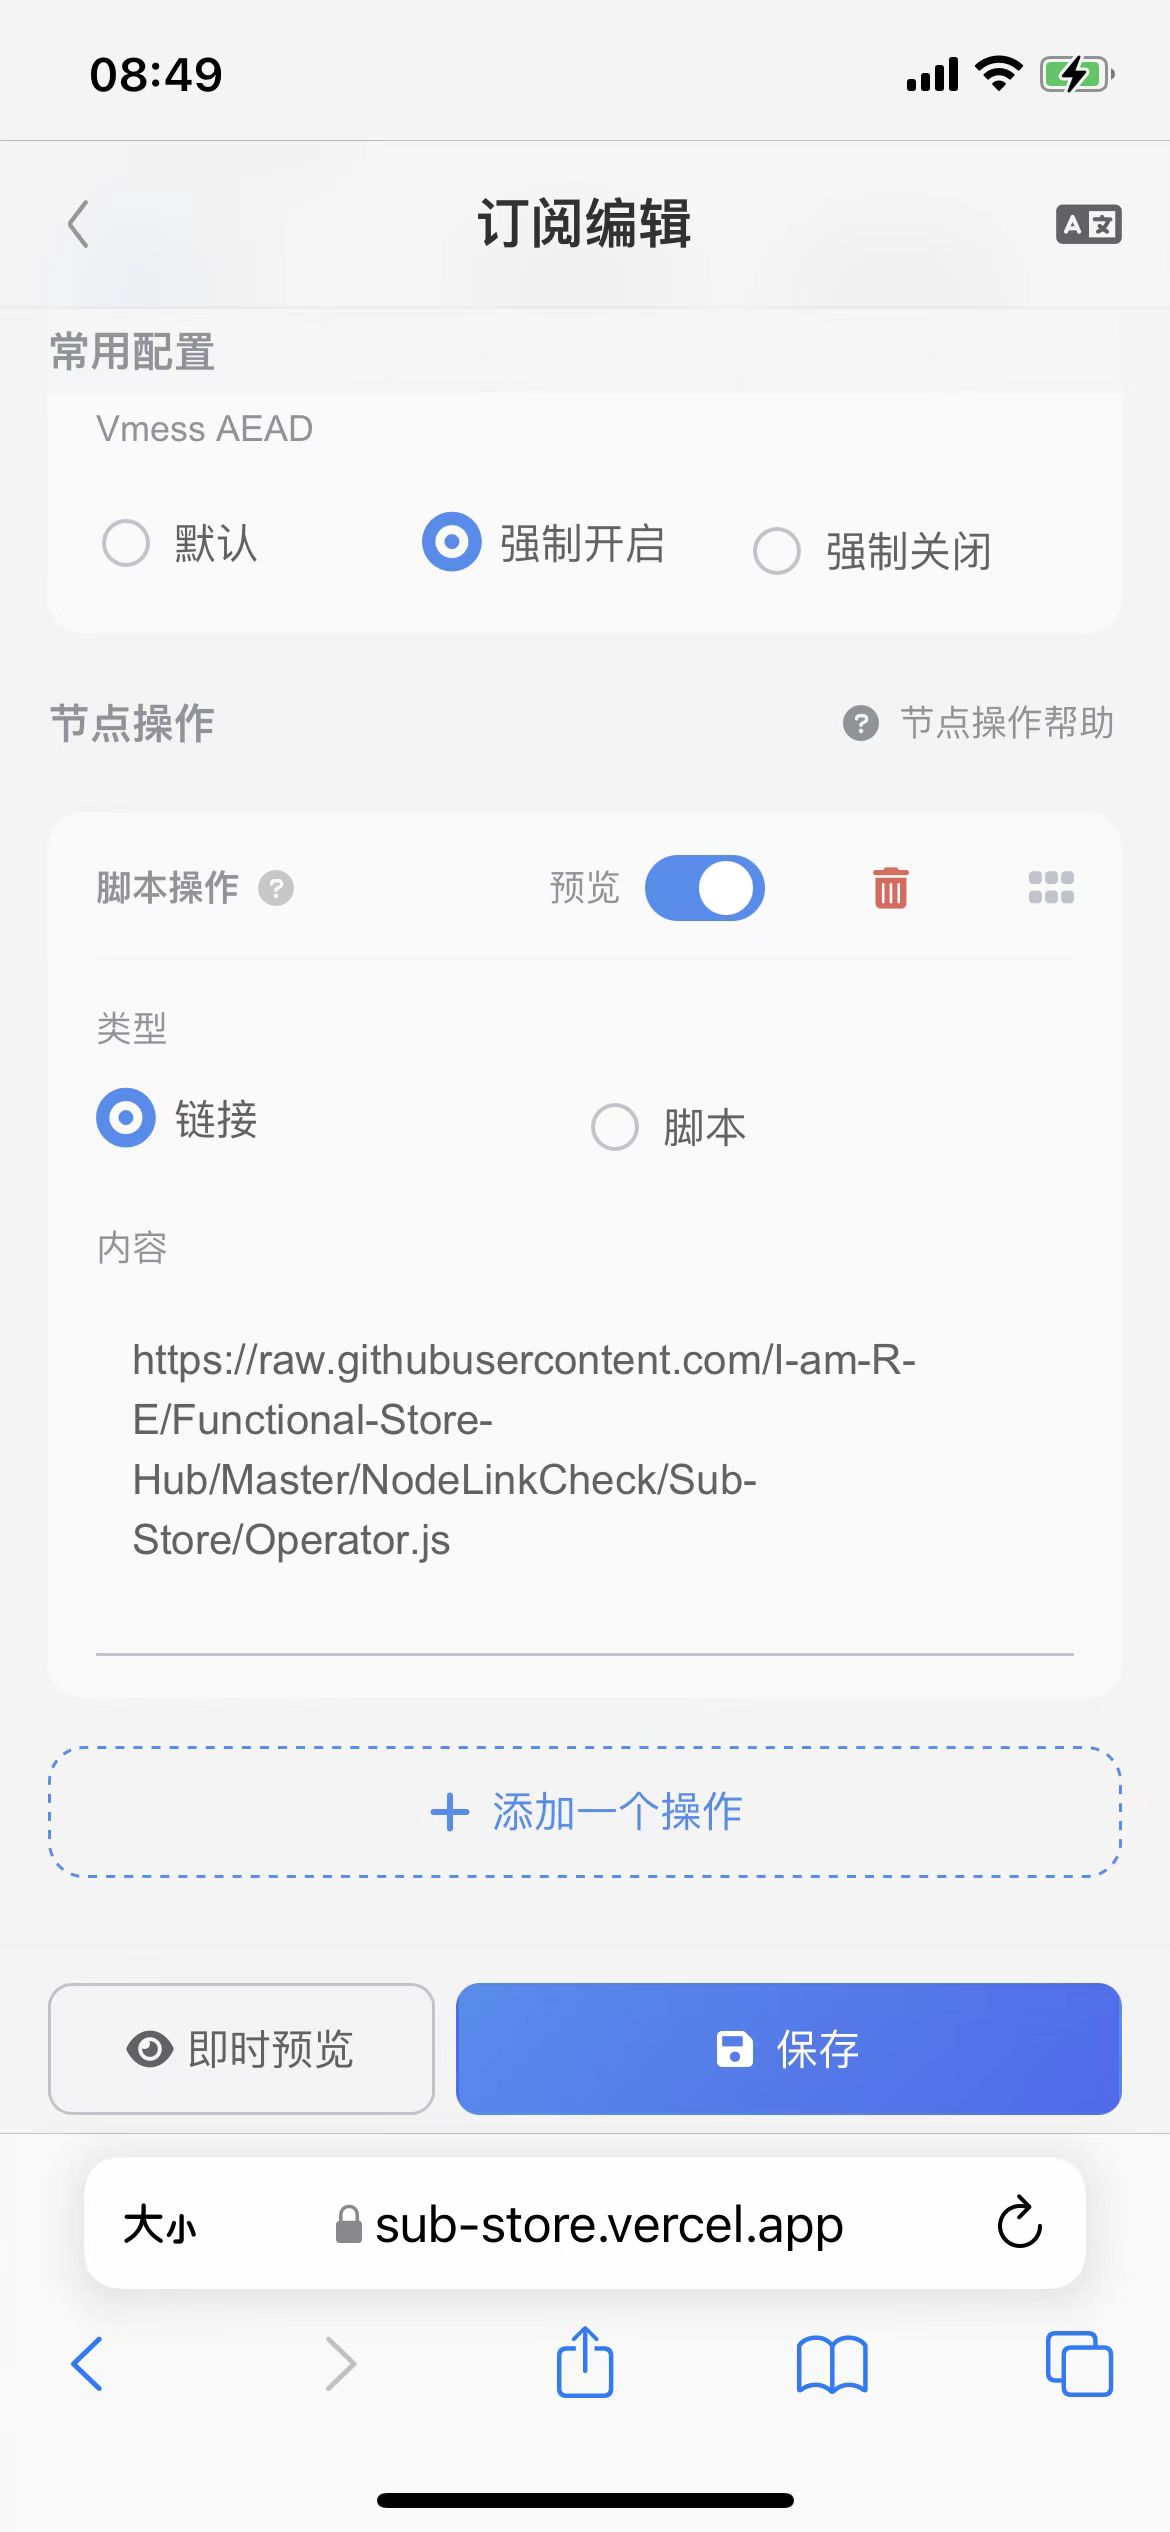 08:49
订阅编辑
常用配置
Vmess AEAD
默认 强制开启 强制关闭
节点操作 节点操作帮助
脚本操作 预览
类型
链接 脚本
内容
https://raw.githubusercontent.com/I-am-R-
E/Functional-Store-
Hub/Master/NodeLinkCheck/Sub-
Store/Operator.js
添加一个操作
即时预览 保存
大小 sub-store.vercel.app